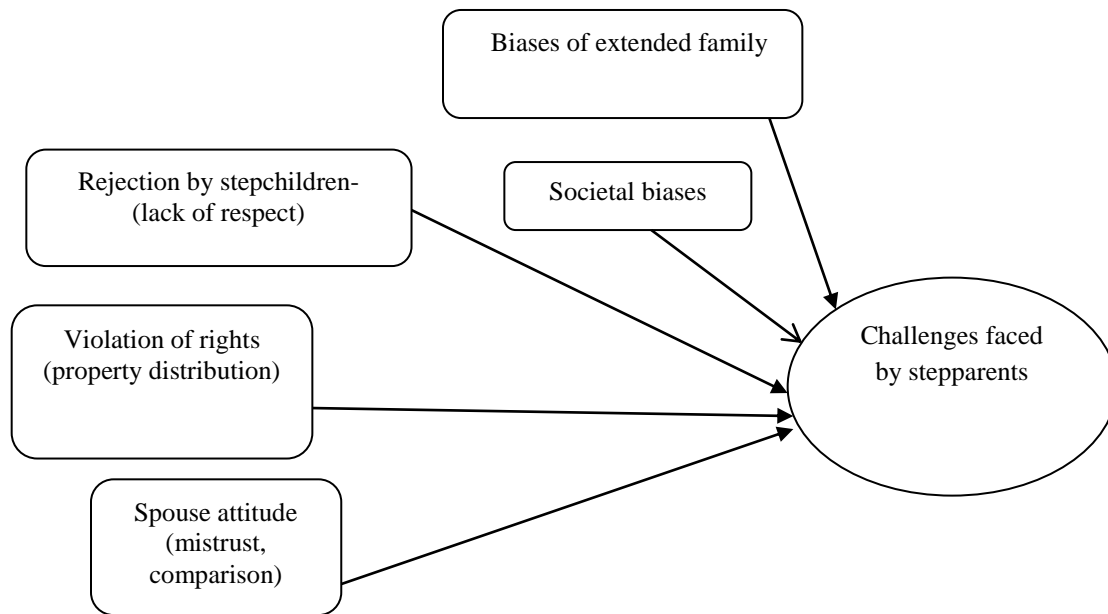 Biases of extended family
Societal biases
Rejection by stepchildren-
(lack of respect)
Violation of rights
(property distribution)
Spouse attitude
(mistrust,
comparison)
Challenges faced
by stepparents